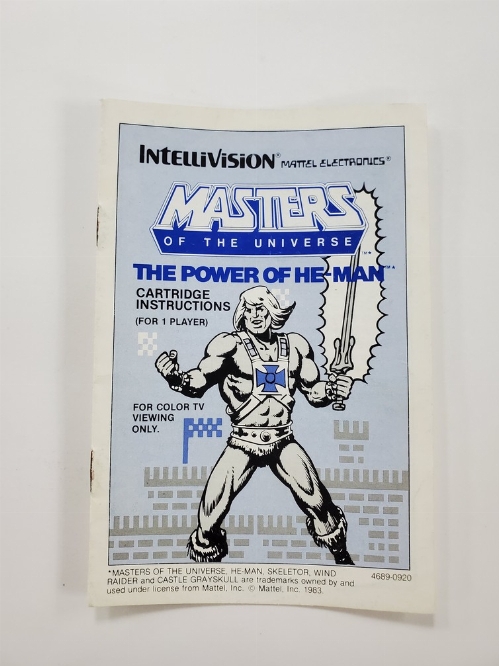 INTELLIVISION® MATTEL ELECTRONICS®
MASTERS
OF THE UNIVERSE™*
THE POWER OF HE-MAN™*
CARTRIDGE
INSTRUCTIONS
(FOR 1 PLAYER)
FOR COLOR TV
VIEWING
ONLY.
*MASTERS OF THE UNIVERSE, HE-MAN, SKELETOR, WIND
RAIDER and CASTLE GRAYSKULL are trademarks owned by and
used under license from Mattel, Inc. © Mattel, Inc. 1983.
4689-0920